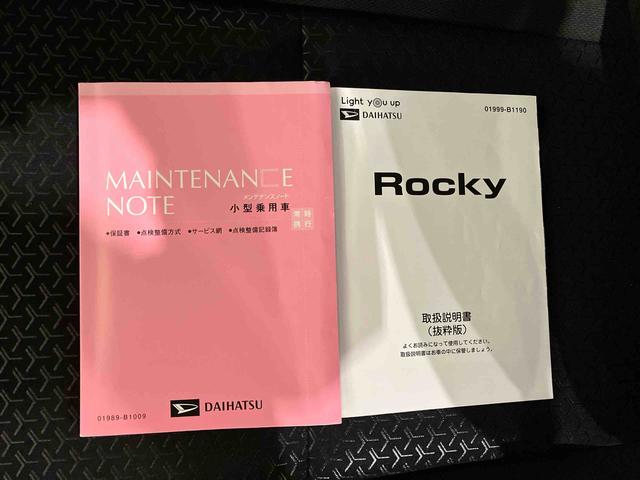 MAINTENANCE
NOTE
メンテナンスノート
小型乗用車
常時
携行
●保証書 ●点検整備方式 ●サービス網 ●点検整備記録簿
01989-B1009
DAIHATSU
Light you up
DAIHATSU
01999-B1190
Rocky
取扱説明書
（抜粋版）
よくお読みになって使用してください。
取扱説明書はお車の中に保管しましょう。